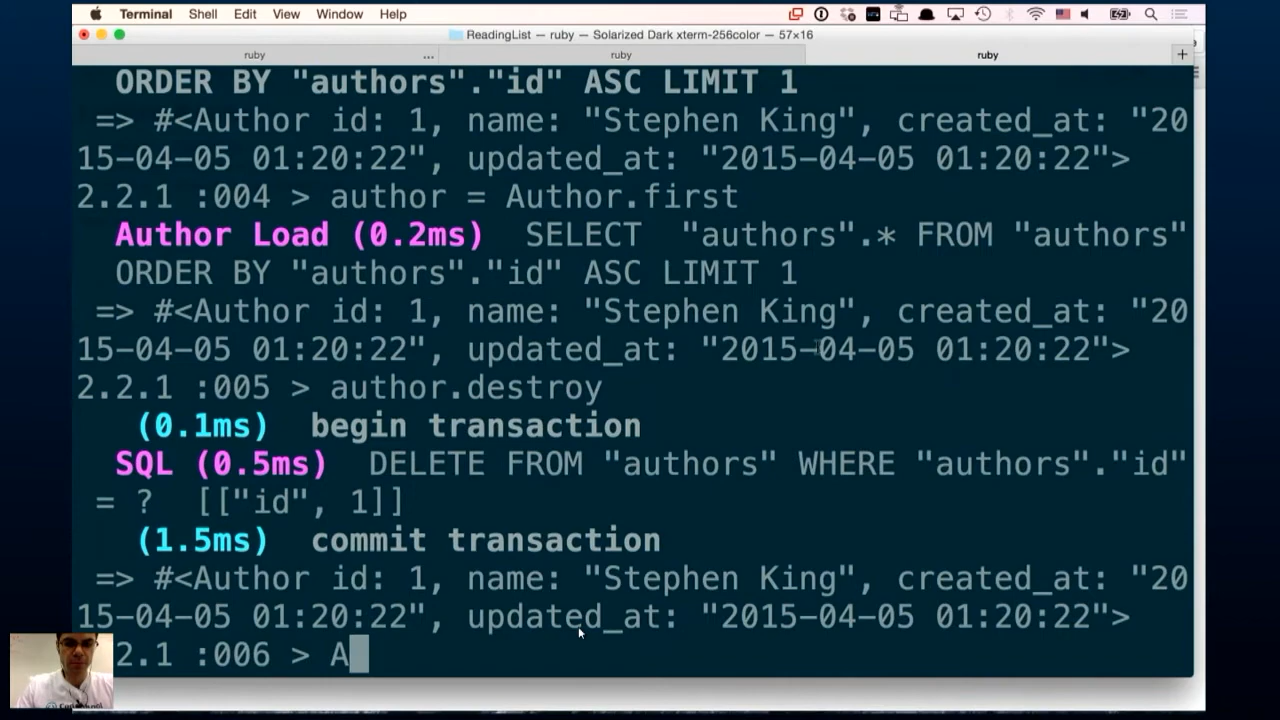 Terminal Shell Edit View Window Help
ReadingList — ruby — Solarized Dark xterm-256color — 57×16
ruby ... ruby ruby +
ORDER BY "authors"."id" ASC LIMIT 1
=> #<Author id: 1, name: "Stephen King", created_at: "20
15-04-05 01:20:22", updated_at: "2015-04-05 01:20:22">
2.2.1 :004 > author = Author.first
Author Load (0.2ms) SELECT "authors".* FROM "authors"
ORDER BY "authors"."id" ASC LIMIT 1
=> #<Author id: 1, name: "Stephen King", created_at: "20
15-04-05 01:20:22", updated_at: "2015-04-05 01:20:22">
2.2.1 :005 > author.destroy
(0.1ms) begin transaction
SQL (0.5ms) DELETE FROM "authors" WHERE "authors"."id"
= ? [["id", 1]]
(1.5ms) commit transaction
=> #<Author id: 1, name: "Stephen King", created_at: "20
15-04-05 01:20:22", updated_at: "2015-04-05 01:20:22">
2.1 :006 > A